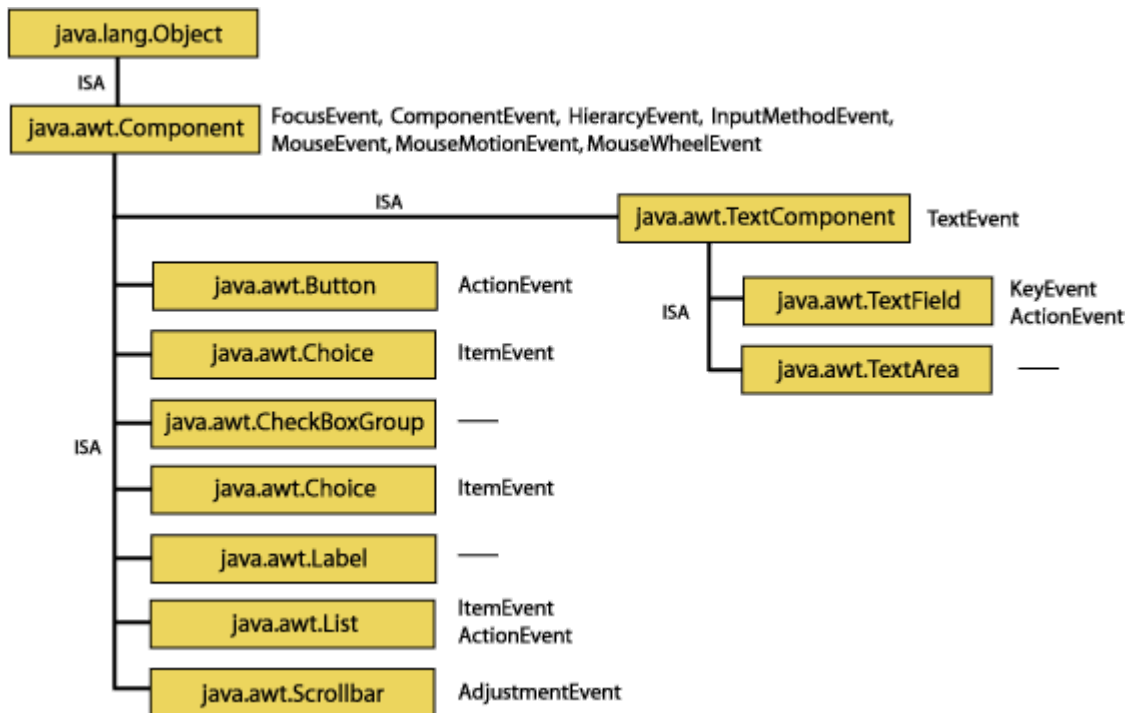 java.lang.Object
ISA
java.awt.Component
FocusEvent, ComponentEvent, HierarcyEvent, InputMethodEvent,
MouseEvent, MouseMotionEvent, MouseWheelEvent
ISA
java.awt.TextComponent
TextEvent
java.awt.Button
ActionEvent
ISA
java.awt.TextField
KeyEvent
ActionEvent
java.awt.Choice
ItemEvent
java.awt.TextArea
java.awt.CheckBoxGroup
ISA
java.awt.Choice
ItemEvent
java.awt.Label
java.awt.List
ItemEvent
ActionEvent
java.awt.Scrollbar
AdjustmentEvent